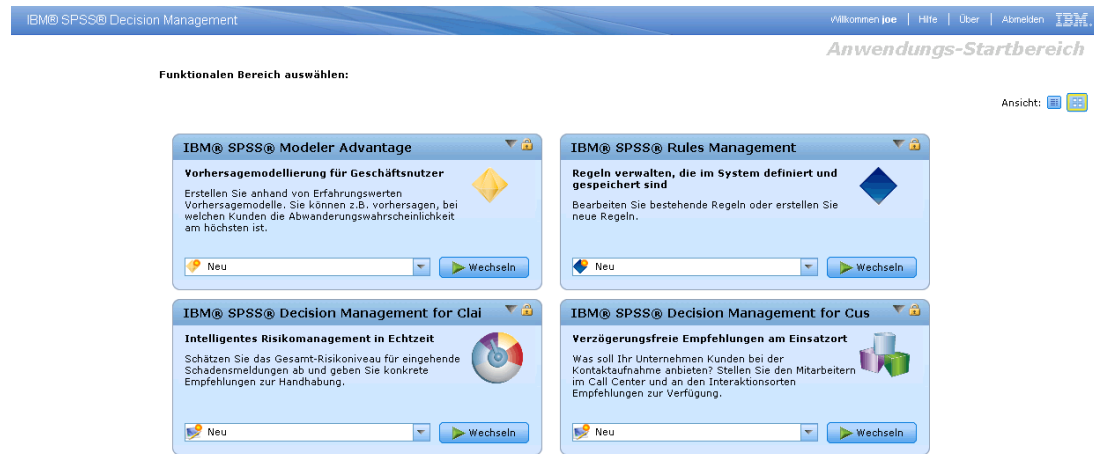 IBM® SPSS® Decision Management
Willkommen joe | Hilfe | Über | Abmelden IBM.
Anwendungs-Startbereich
Funktionalen Bereich auswählen:
Ansicht:
IBM® SPSS® Modeler Advantage
Vorhersagemodellierung für Geschäftsnutzer
Erstellen Sie anhand von Erfahrungswerten
Vorhersagemodelle. Sie können z.B. vorhersagen, bei
welchen Kunden die Abwanderungswahrscheinlichkeit
am höchsten ist.
Neu
Wechseln
IBM® SPSS® Rules Management
Regeln verwalten, die im System definiert und
gespeichert sind
Bearbeiten Sie bestehende Regeln oder erstellen Sie
neue Regeln.
Neu
Wechseln
IBM® SPSS® Decision Management for Clai
Intelligentes Risikomanagement in Echtzeit
Schätzen Sie das Gesamt-Risikoniveau für eingehende
Schadensmeldungen ab und geben Sie konkrete
Empfehlungen zur Handhabung.
Neu
Wechseln
IBM® SPSS® Decision Management for Cus
Verzögerungsfreie Empfehlungen am Einsatzort
Was soll Ihr Unternehmen Kunden bei der
Kontaktaufnahme anbieten? Stellen Sie den Mitarbeitern
im Call Center und an den Interaktionsorten
Empfehlungen zur Verfügung.
Neu
Wechseln